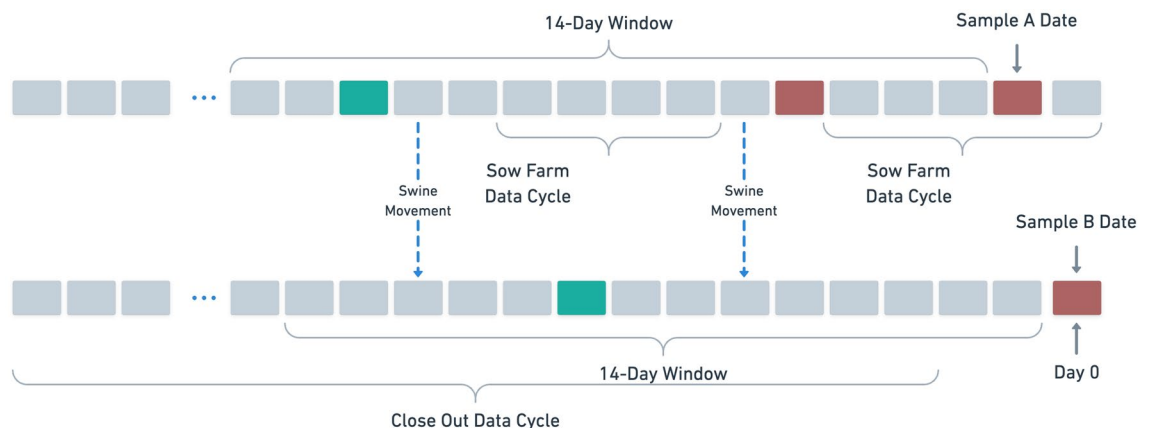 14-Day Window
Sample A Date
Sow Farm
Data Cycle
Sow Farm
Data Cycle
Swine
Movement
Swine
Movement
Sample B Date
14-Day Window
Day 0
Close Out Data Cycle